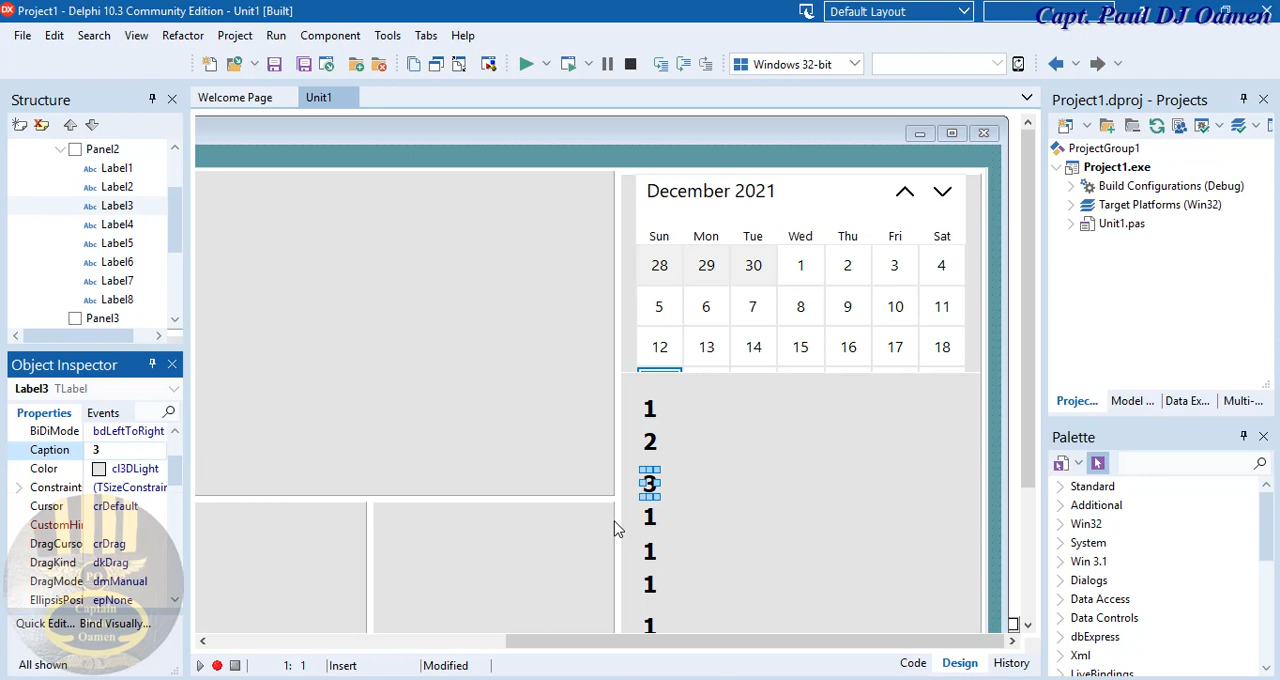 Project1 - Delphi 10.3 Community Edition - Unit1 [Built]
Default Layout
Capt. Paul DJ Oamen
File Edit Search View Refactor Project Run Component Tools Tabs Help
Windows 32-bit
Structure
Welcome Page Unit1
Project1.dproj - Projects
Panel2
Label1
Label2
Label3
Label4
Label5
Label6
Label7
Label8
Panel3
Object Inspector
Label3 TLabel
Properties Events
BiDiMode bdLeftToRight
Caption 3
Color cl3DLight
Constraint (TSizeConstrain
Cursor crDefault
CustomHi
DragCurso crDrag
DragKind dkDrag
DragMode dmManual
EllipsisPosi epNone
Quick Edit... Bind Visually...
All shown
Captain
Oamen
December 2021
Sun Mon Tue Wed Thu Fri Sat
28 29 30 1 2 3 4
5 6 7 8 9 10 11
12 13 14 15 16 17 18
1
2
3
1
1
1
1
1: 1 Insert Modified
Code Design History
ProjectGroup1
Project1.exe
Build Configurations (Debug)
Target Platforms (Win32)
Unit1.pas
Projec... Model ... Data Ex... Multi-...
Palette
Standard
Additional
Win32
System
Win 3.1
Dialogs
Data Access
Data Controls
dbExpress
Xml
LiveBindings